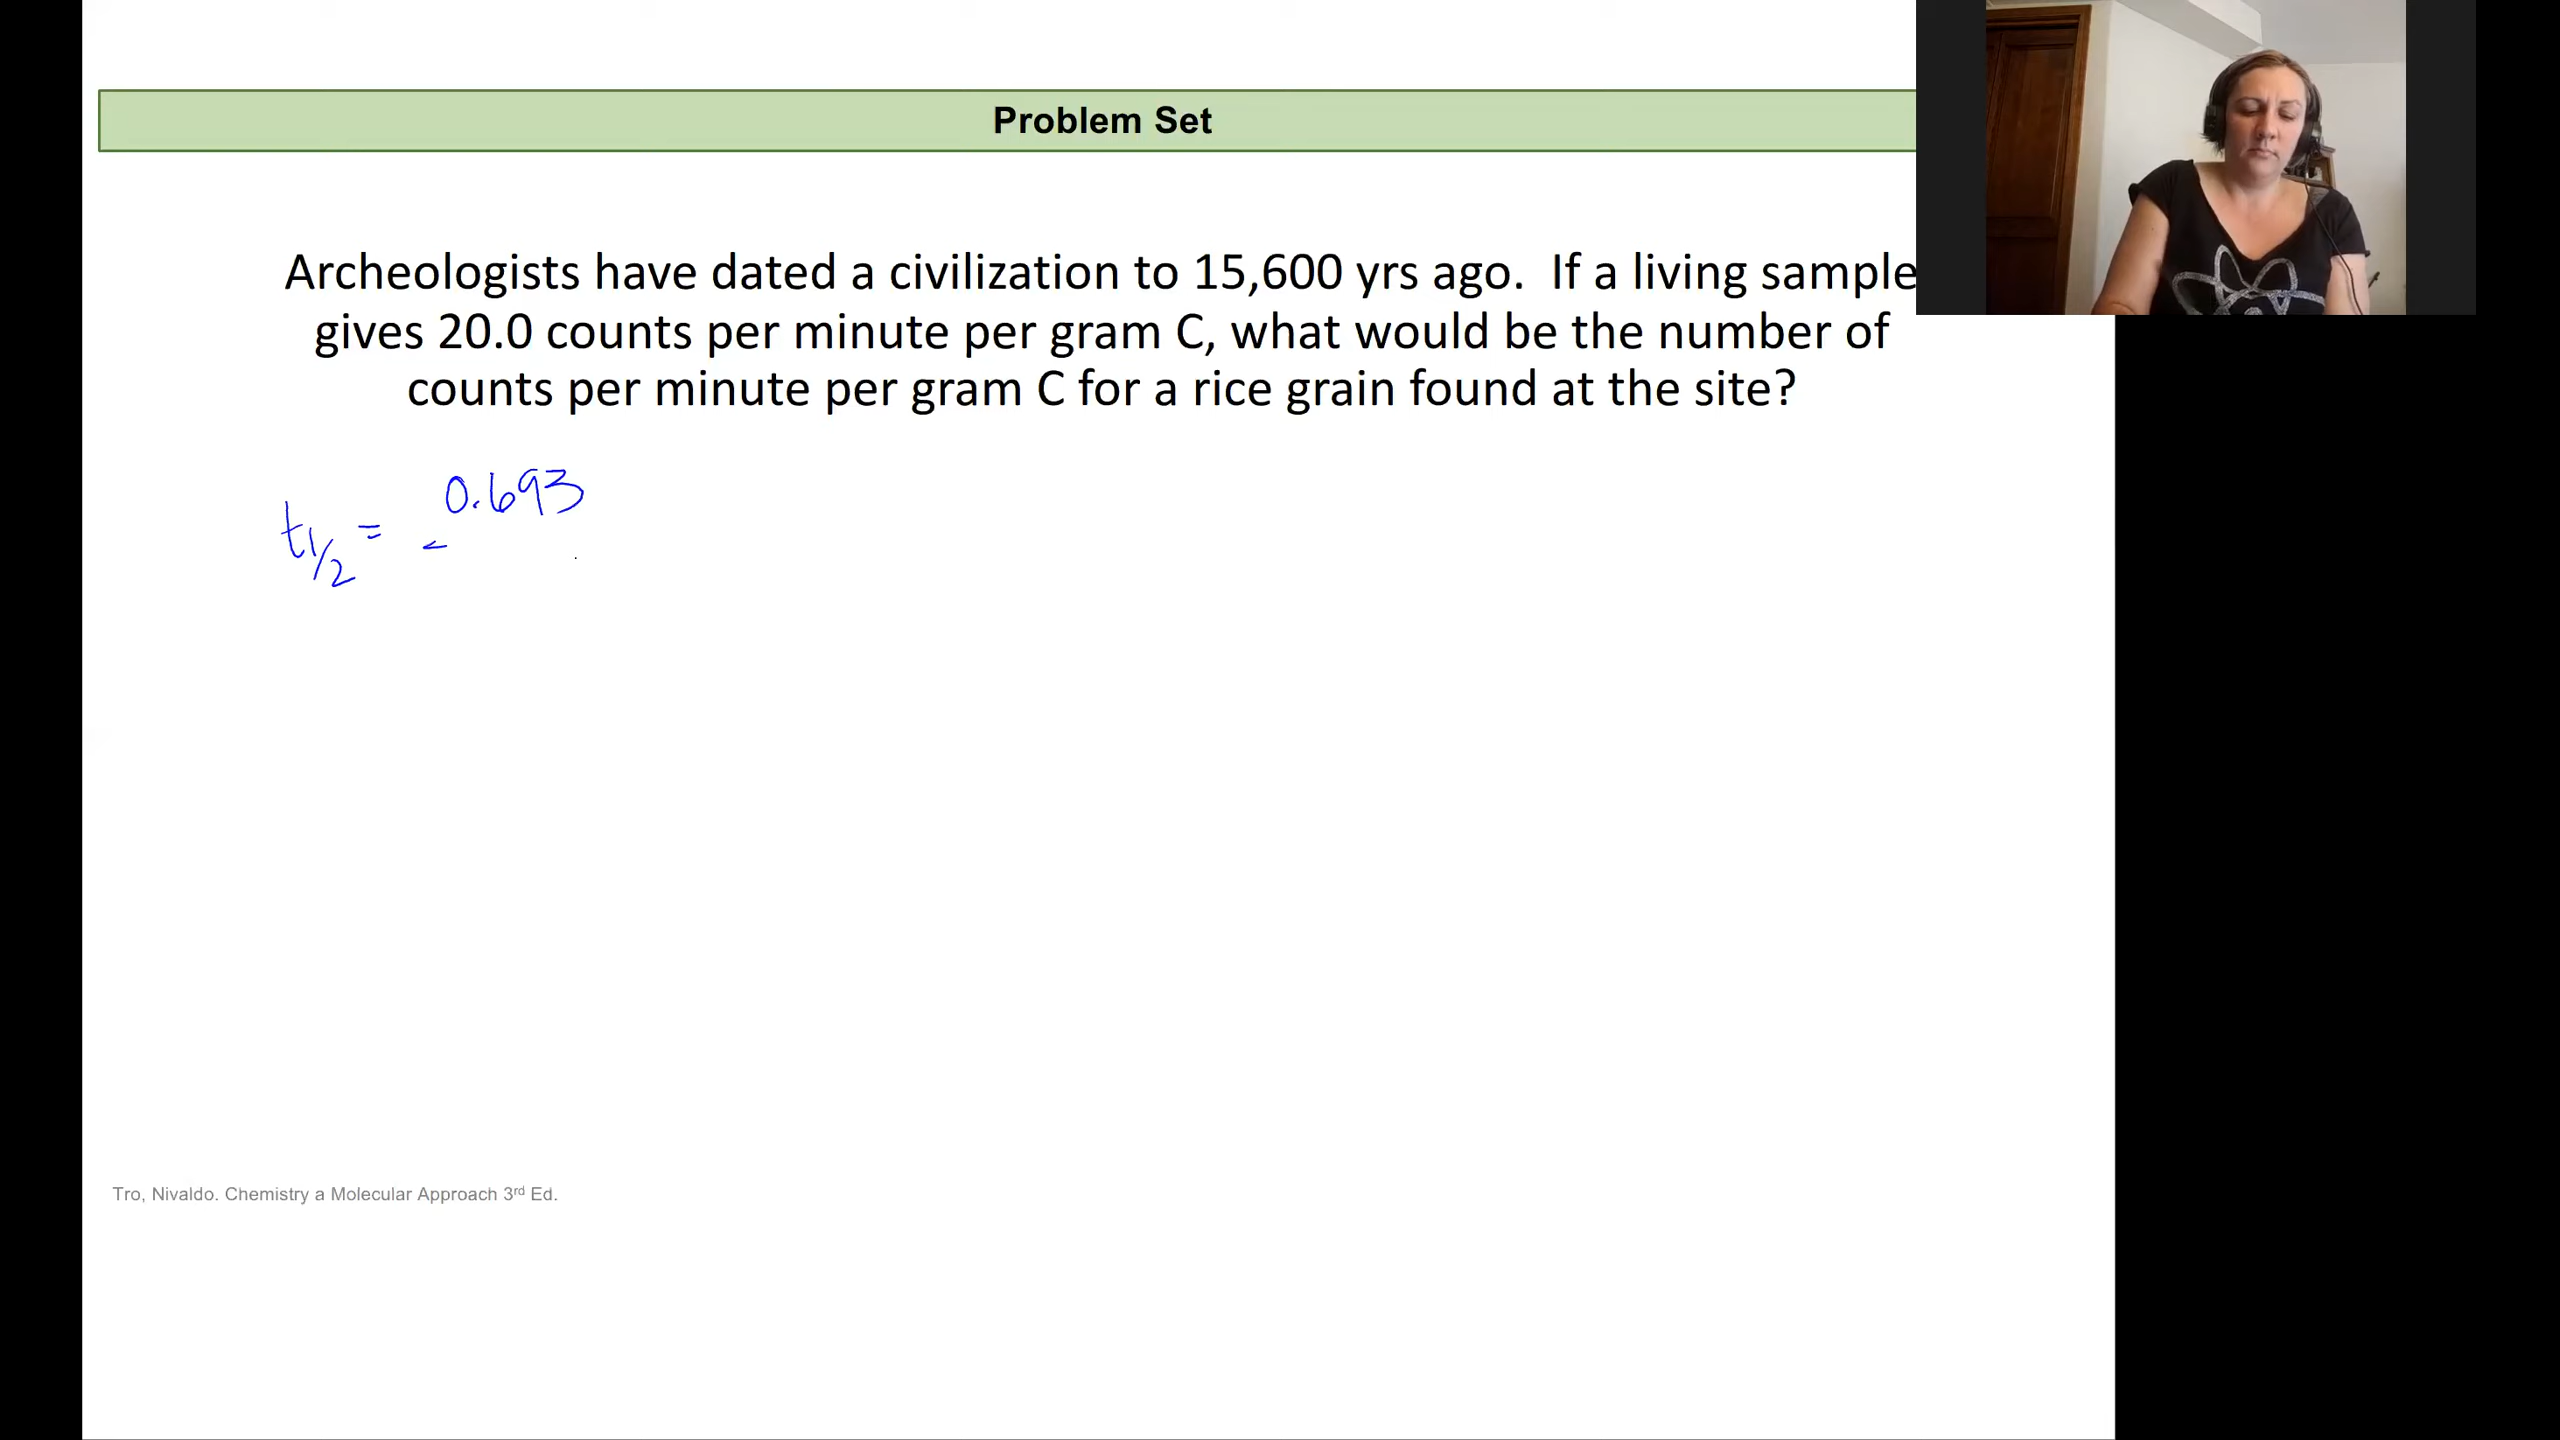 Problem Set
Archeologists have dated a civilization to 15,600 yrs ago.  If a living sample
gives 20.0 counts per minute per gram C, what would be the number of
counts per minute per gram C for a rice grain found at the site?
0.693
t1/2 =
Tro, Nivaldo. Chemistry a Molecular Approach 3rd Ed.